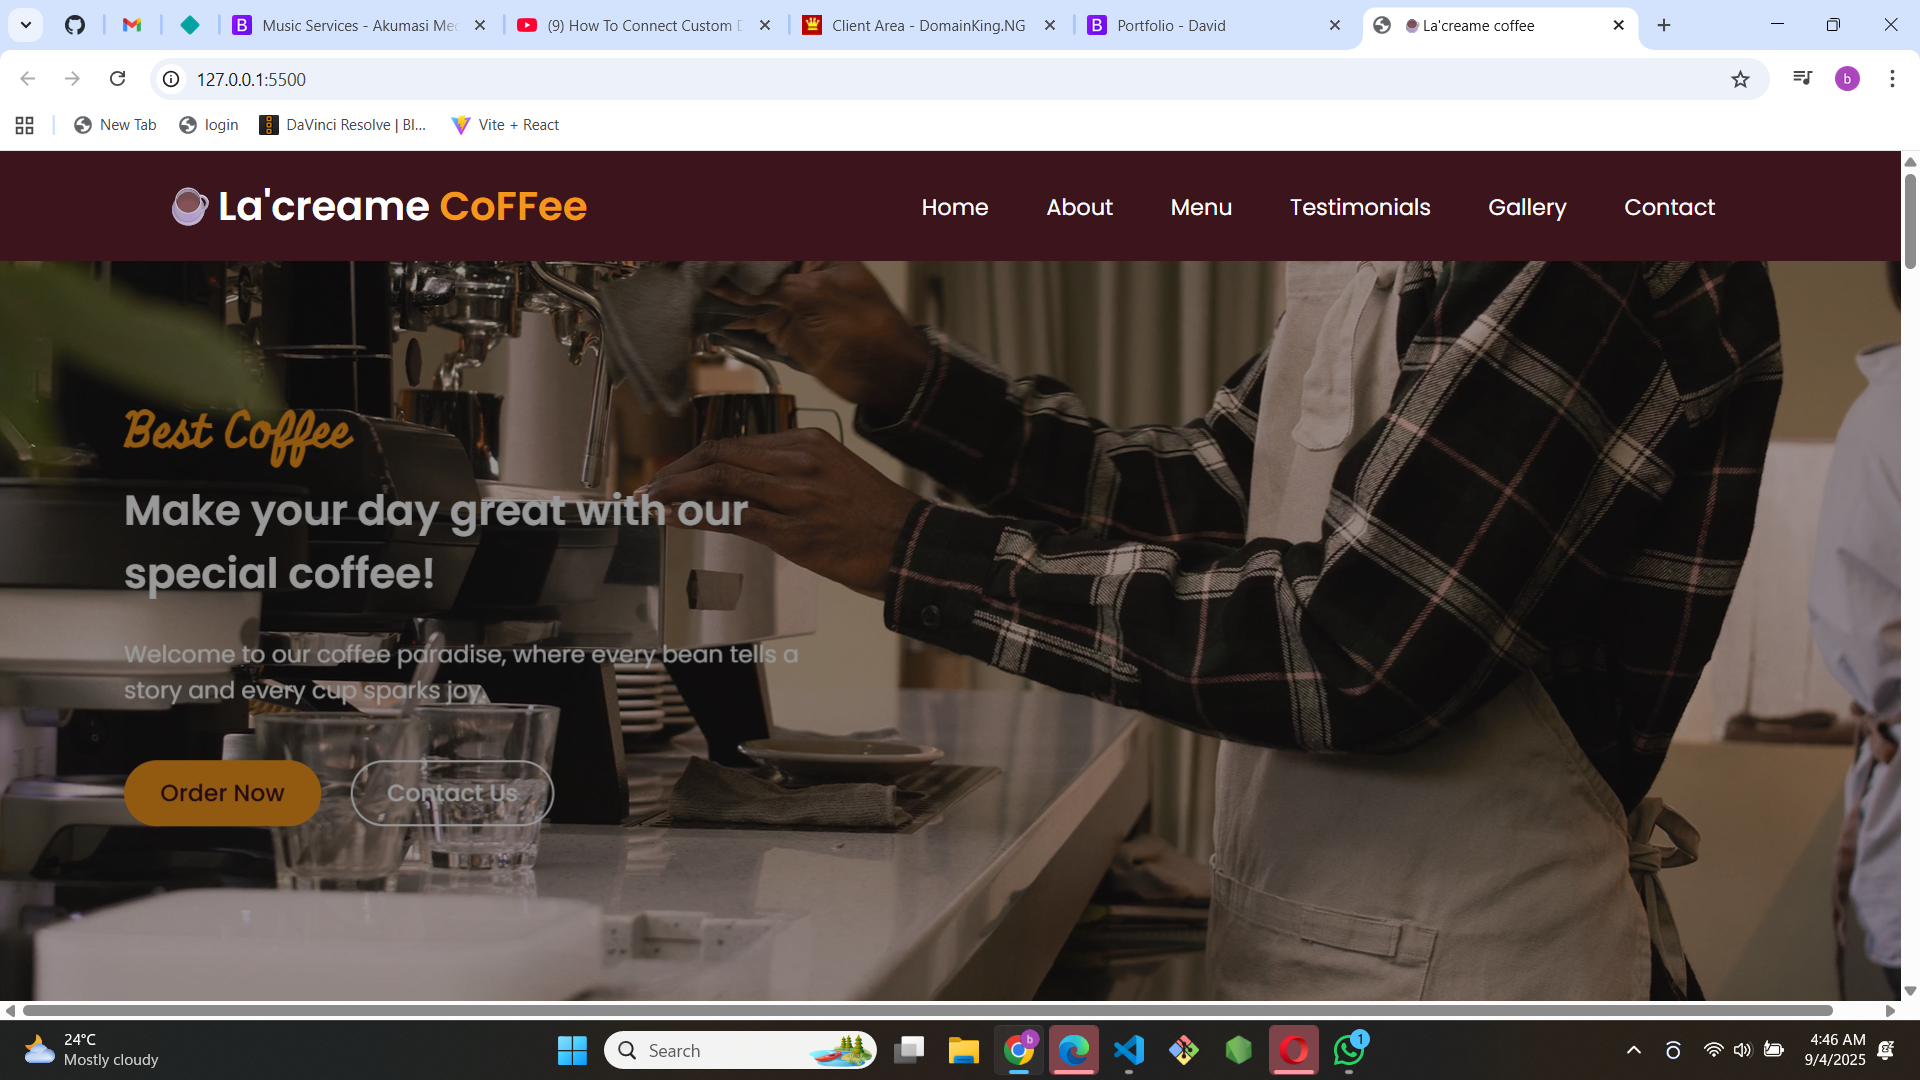 Music Services - Akumasi Me
(9) How To Connect Custom D
Client Area - DomainKing.NG
Portfolio - David
La'creame coffee
127.0.0.1:5500
b
New Tab
login
DaVinci Resolve | Bl...
Vite + React
La'creame CoFFee
Home
About
Menu
Testimonials
Gallery
Contact
Best Coffee
Make your day great with our
special coffee!
Welcome to our coffee paradise, where every bean tells a
story and every cup sparks joy.
Order Now
Contact Us
24°C
Mostly cloudy
Search
b
1
4:46 AM
9/4/2025